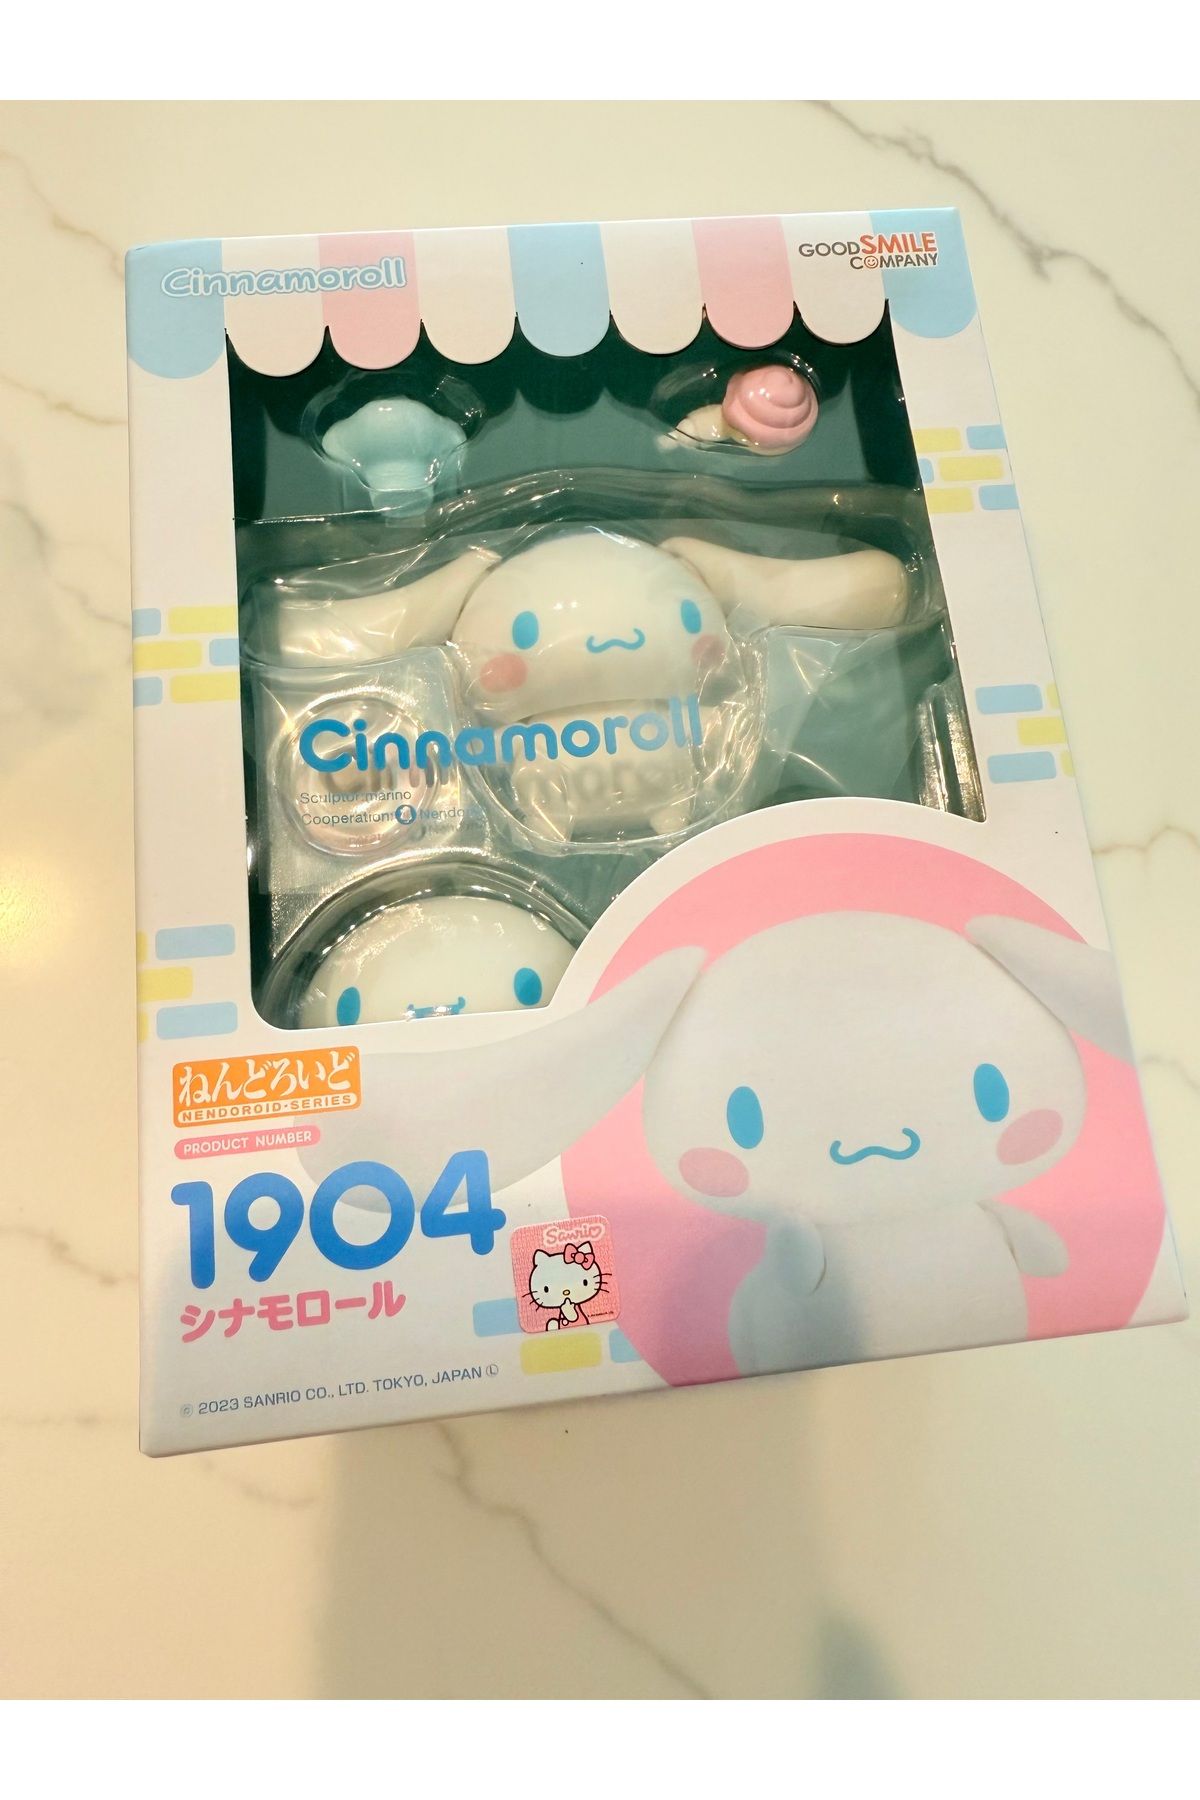 Cinnamoroll
GOODSMILE
COMPANY
Cinnamoroll
Sculptor:marino
Cooperation: Nendor
ねんどろいど
NENDOROID·SERIES
PRODUCT NUMBER
1904
シナモロール
Sanrio
© 2023 SANRIO CO., LTD. TOKYO, JAPAN Ⓛ